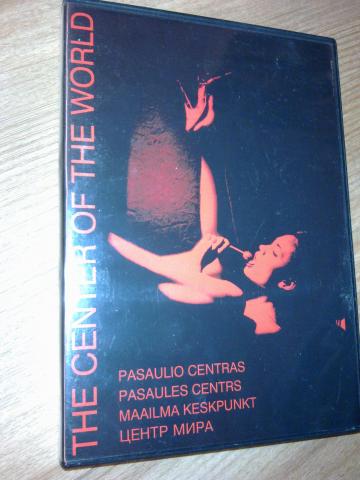 THE CENTER OF THE WORLD
PASAULIO CENTRAS
PASAULES CENTRS
MAAILMA KESKPUNKT
ЦЕНТР МИРА